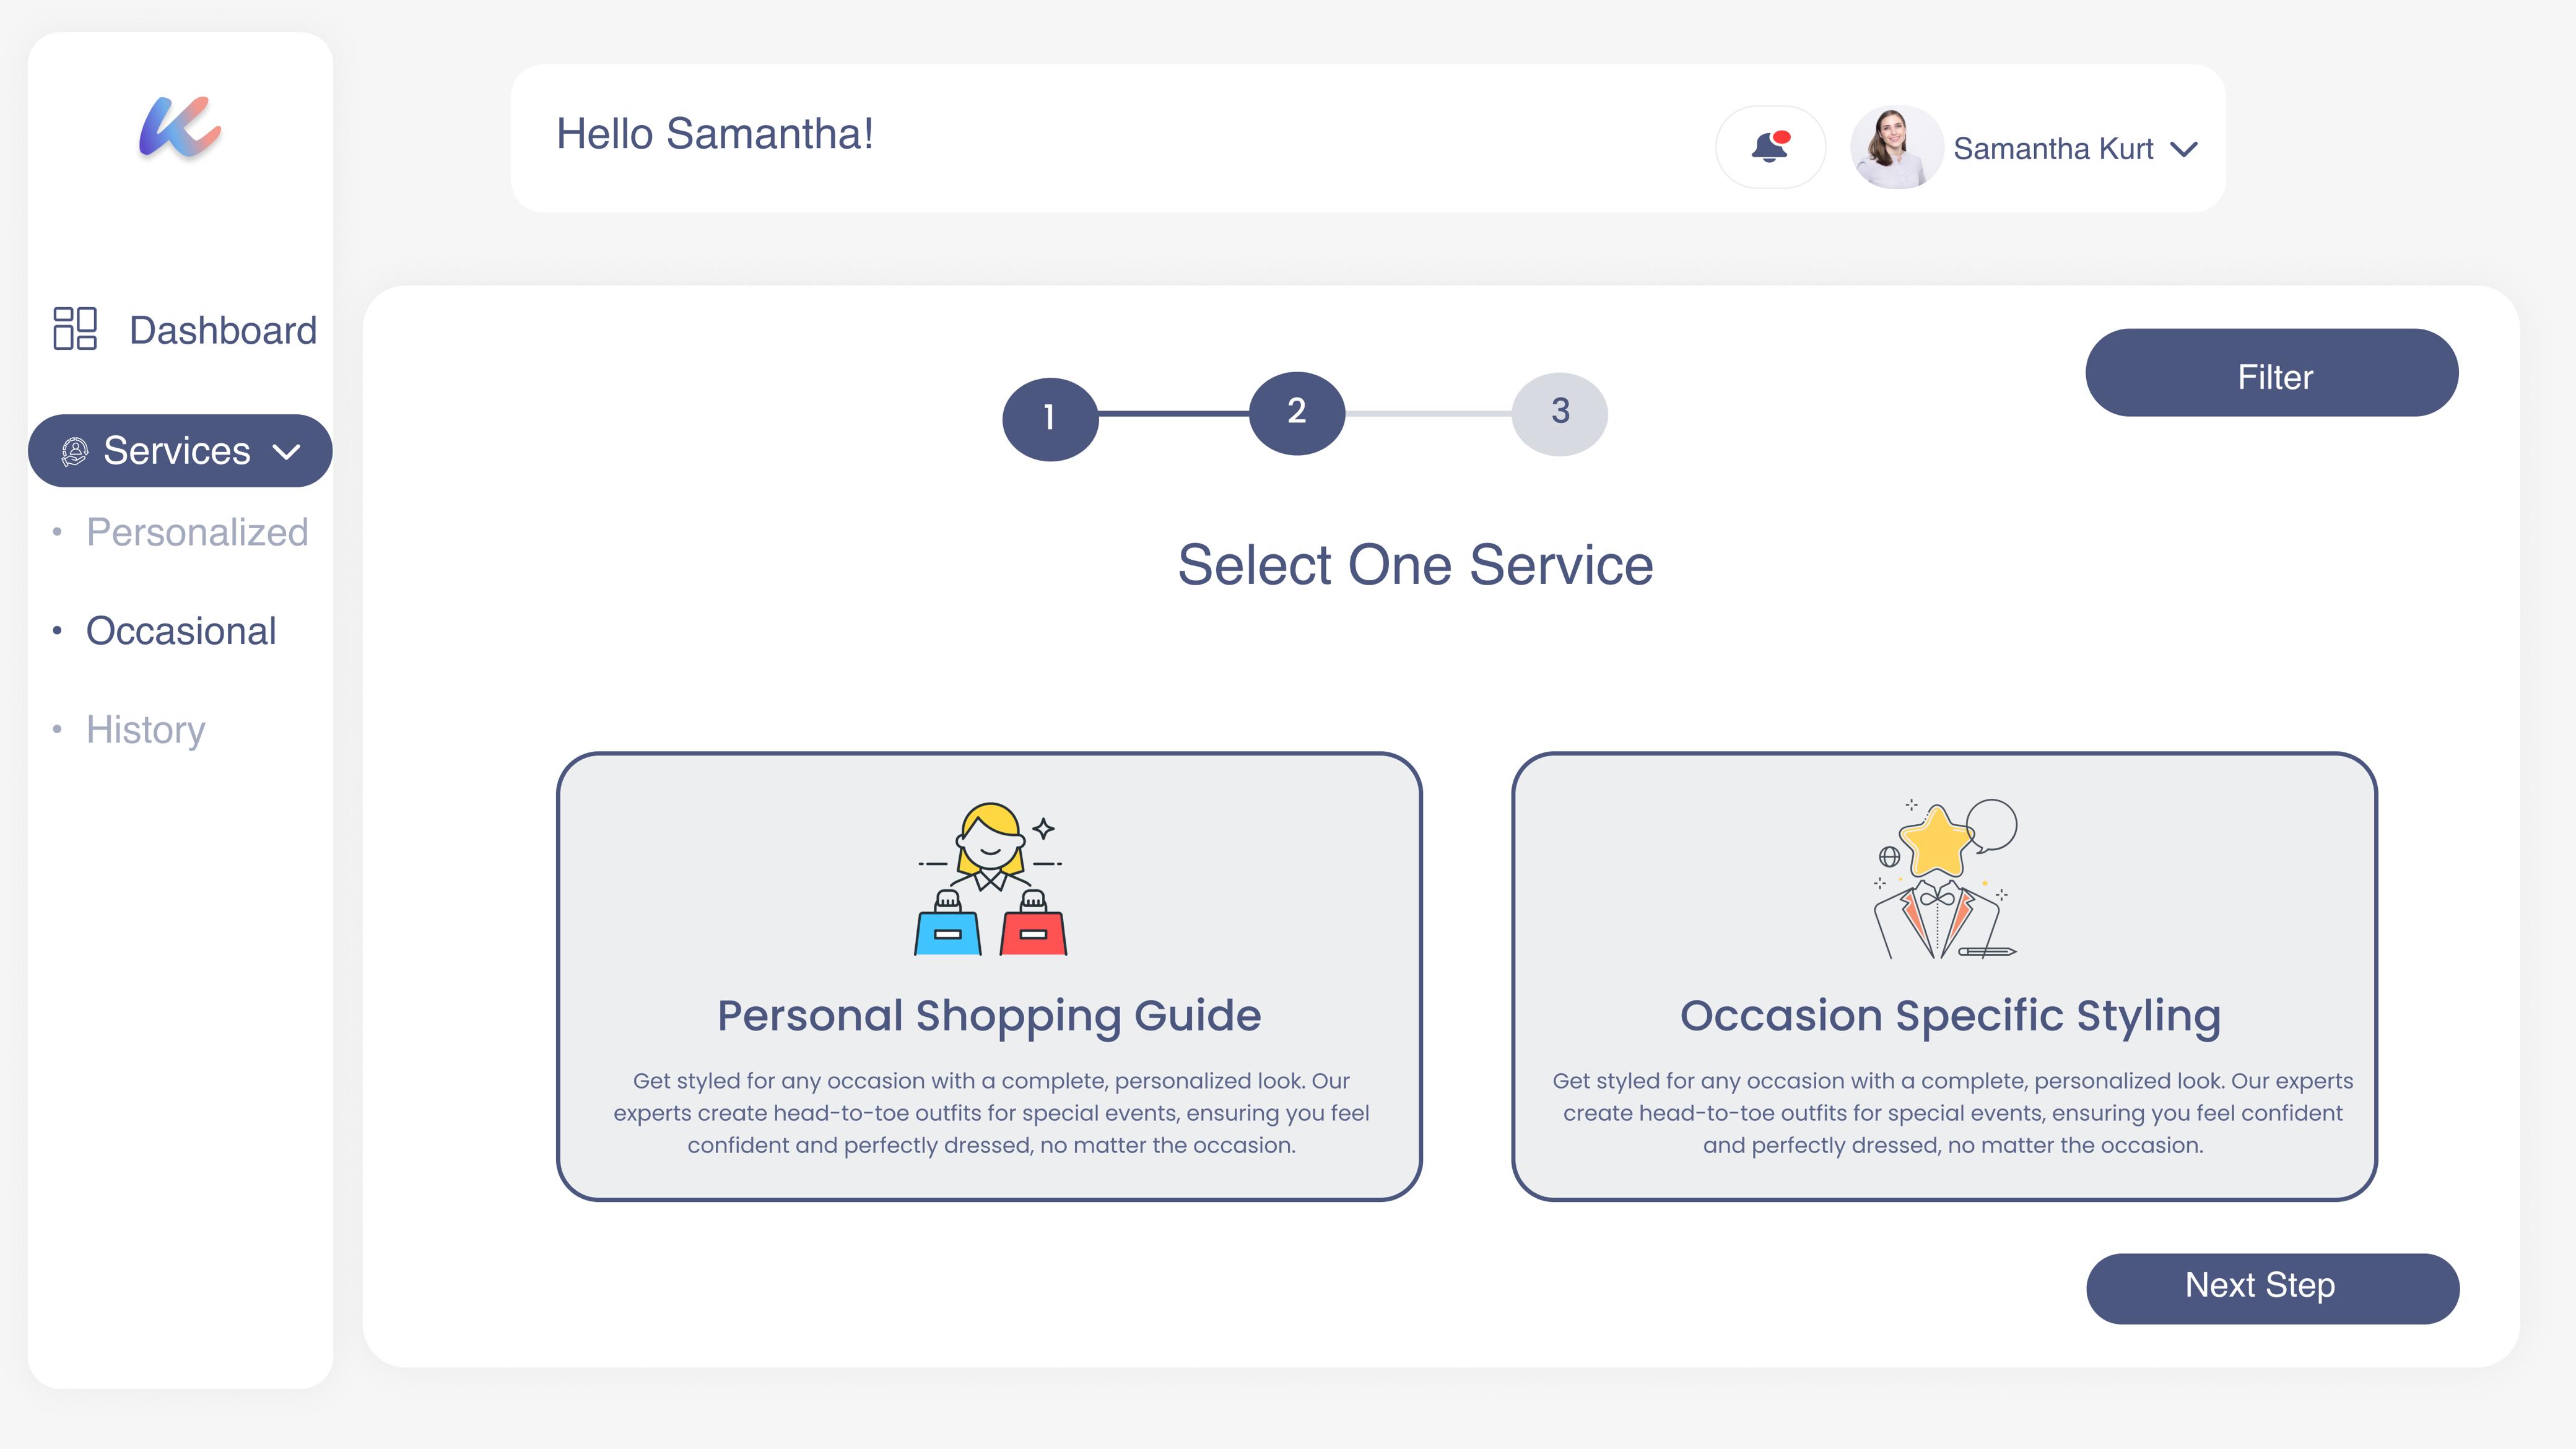 Hello Samantha!
Samantha Kurt
Dashboard
Services
• Personalized
• Occasional
• History
Filter
1
2
3
Select One Service
Personal Shopping Guide
Get styled for any occasion with a complete, personalized look. Our
experts create head-to-toe outfits for special events, ensuring you feel
confident and perfectly dressed, no matter the occasion.
Occasion Specific Styling
Get styled for any occasion with a complete, personalized look. Our experts
create head-to-toe outfits for special events, ensuring you feel confident
and perfectly dressed, no matter the occasion.
Next Step